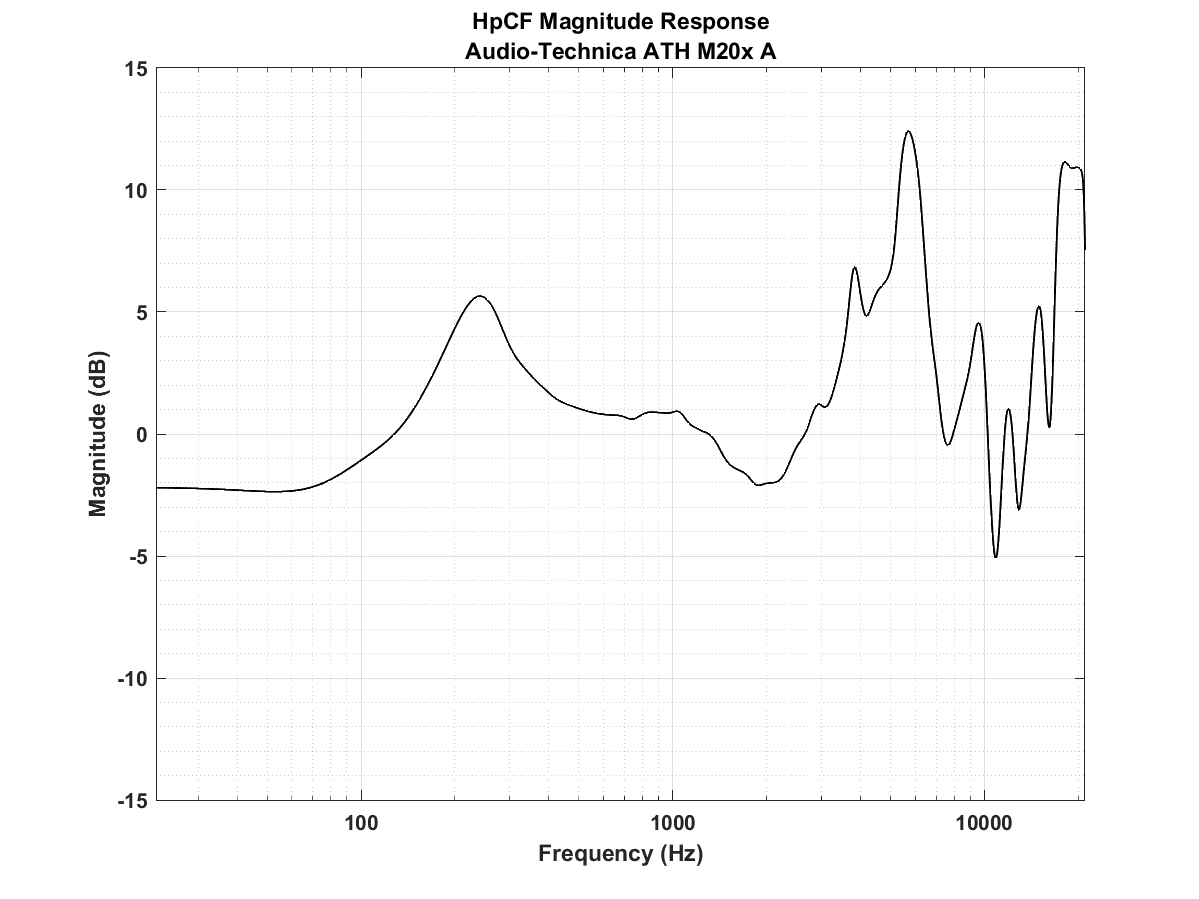 HpCF Magnitude Response
Audio-Technica ATH M20x A
15
10
5
0
-5
-10
-15
Magnitude (dB)
100
1000
10000
Frequency (Hz)